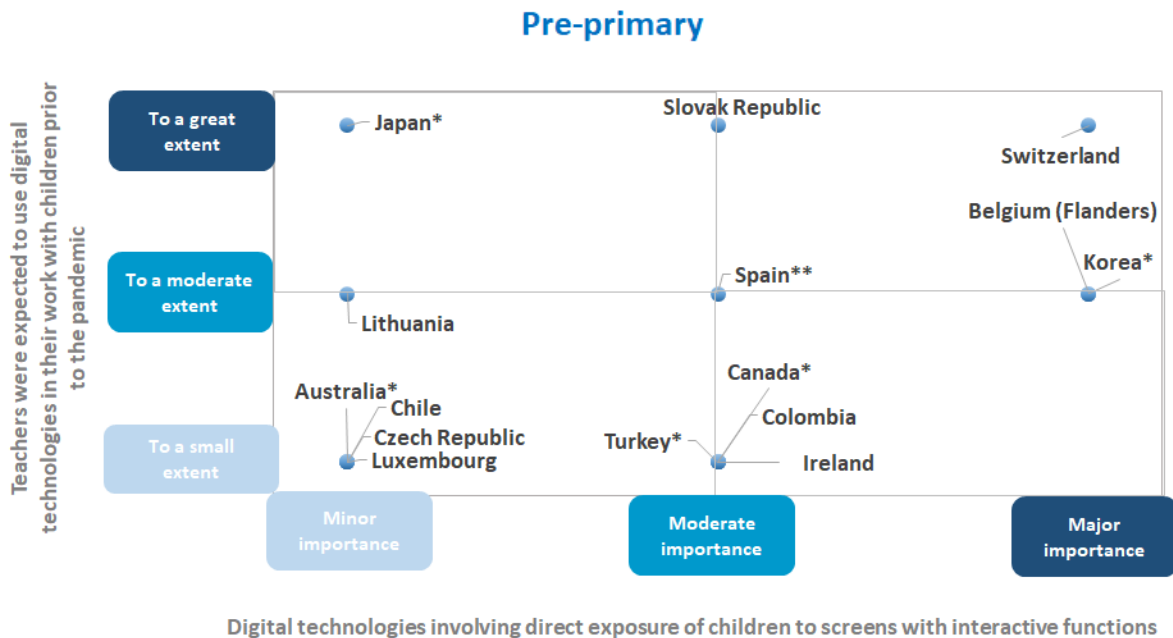 Pre-primary
Teachers were expected to use digital
technologies in their work with children prior
to the pandemic
To a great
extent
Japan*
Slovak Republic
Switzerland
Belgium (Flanders)
To a moderate
extent
Spain**
Korea*
Lithuania
Australia*
Chile
Czech Republic
Luxembourg
Canada*
Colombia
Turkey*
Ireland
To a small
extent
Minor
importance
Moderate
importance
Major
importance
Digital technologies involving direct exposure of children to screens with interactive functions